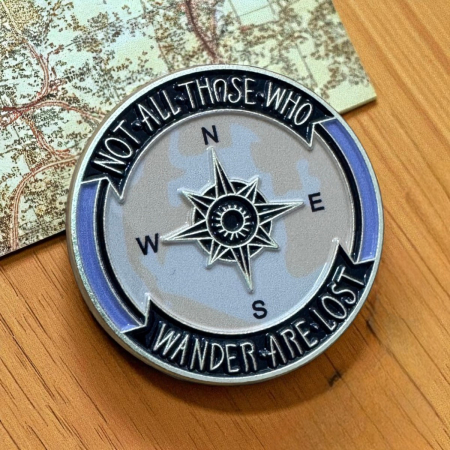 NOT ALL THOSE WHO
N
W E
S
WANDER ARE LOST.